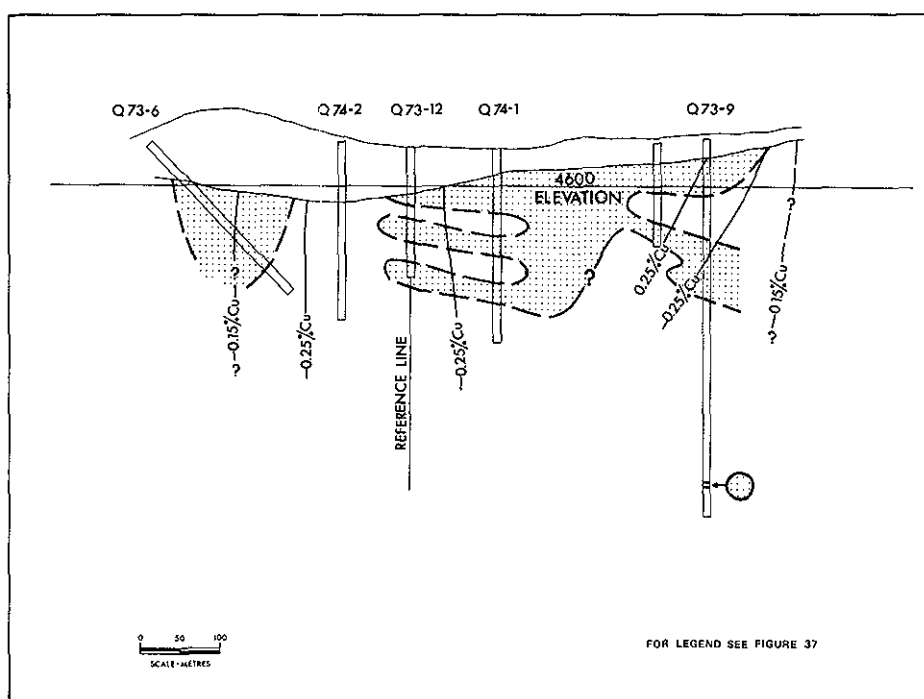 Q73-6 Q74-2 Q73-12 Q74-1 Q73-9
4600
ELEVATION
?
?
?
-0.15%Cu-
?
-0.25%Cu
REFERENCE LINE
-0.25%Cu
0.25%Cu
-0.25%Cu-
?-0.15%Cu
?
0 50 100
SCALE-METRES
FOR LEGEND SEE FIGURE 37